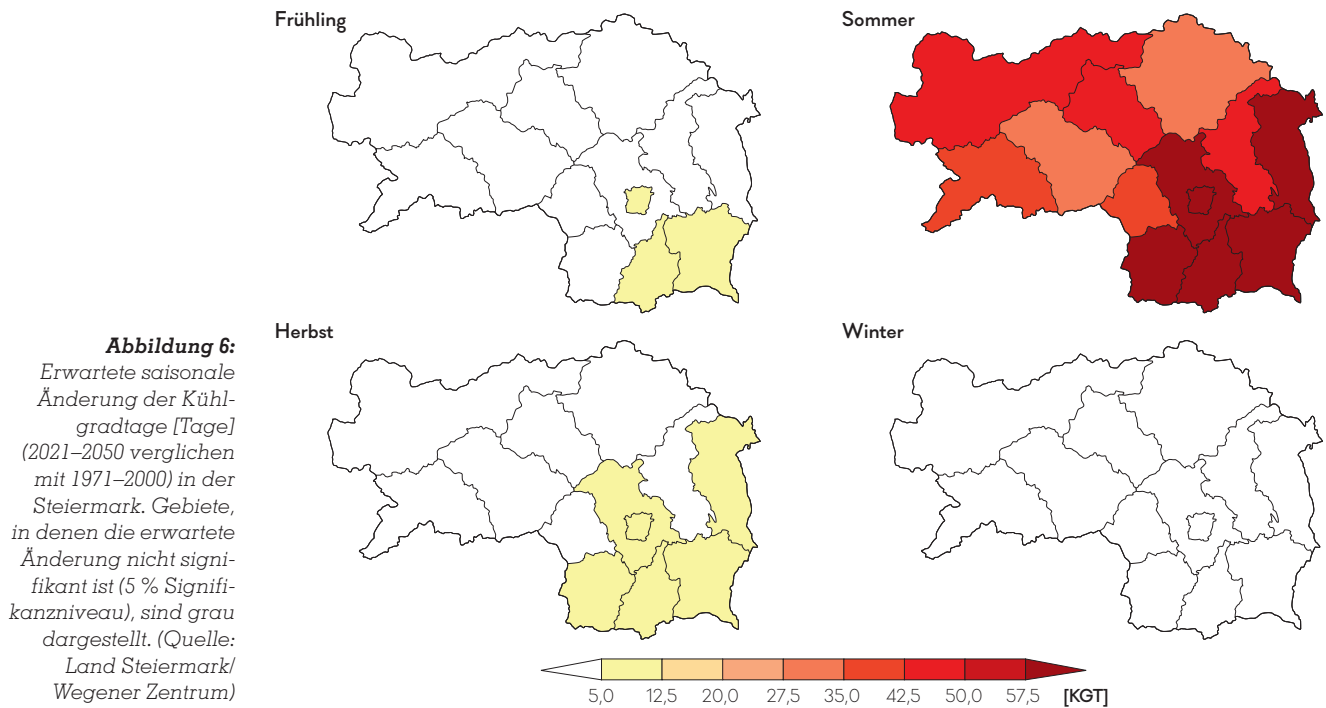 Frühling
Sommer
Herbst
Winter
Abbildung 6:
Erwartete saisonale
Änderung der Kühl-
gradtage [Tage]
(2021–2050 verglichen
mit 1971–2000) in der
Steiermark. Gebiete,
in denen die erwartete
Änderung nicht signi-
fikant ist (5 % Signifi-
kanzniveau), sind grau
dargestellt. (Quelle:
Land Steiermark/
Wegener Zentrum)
5,0 12,5 20,0 27,5 35,0 42,5 50,0 57,5 [KGT]